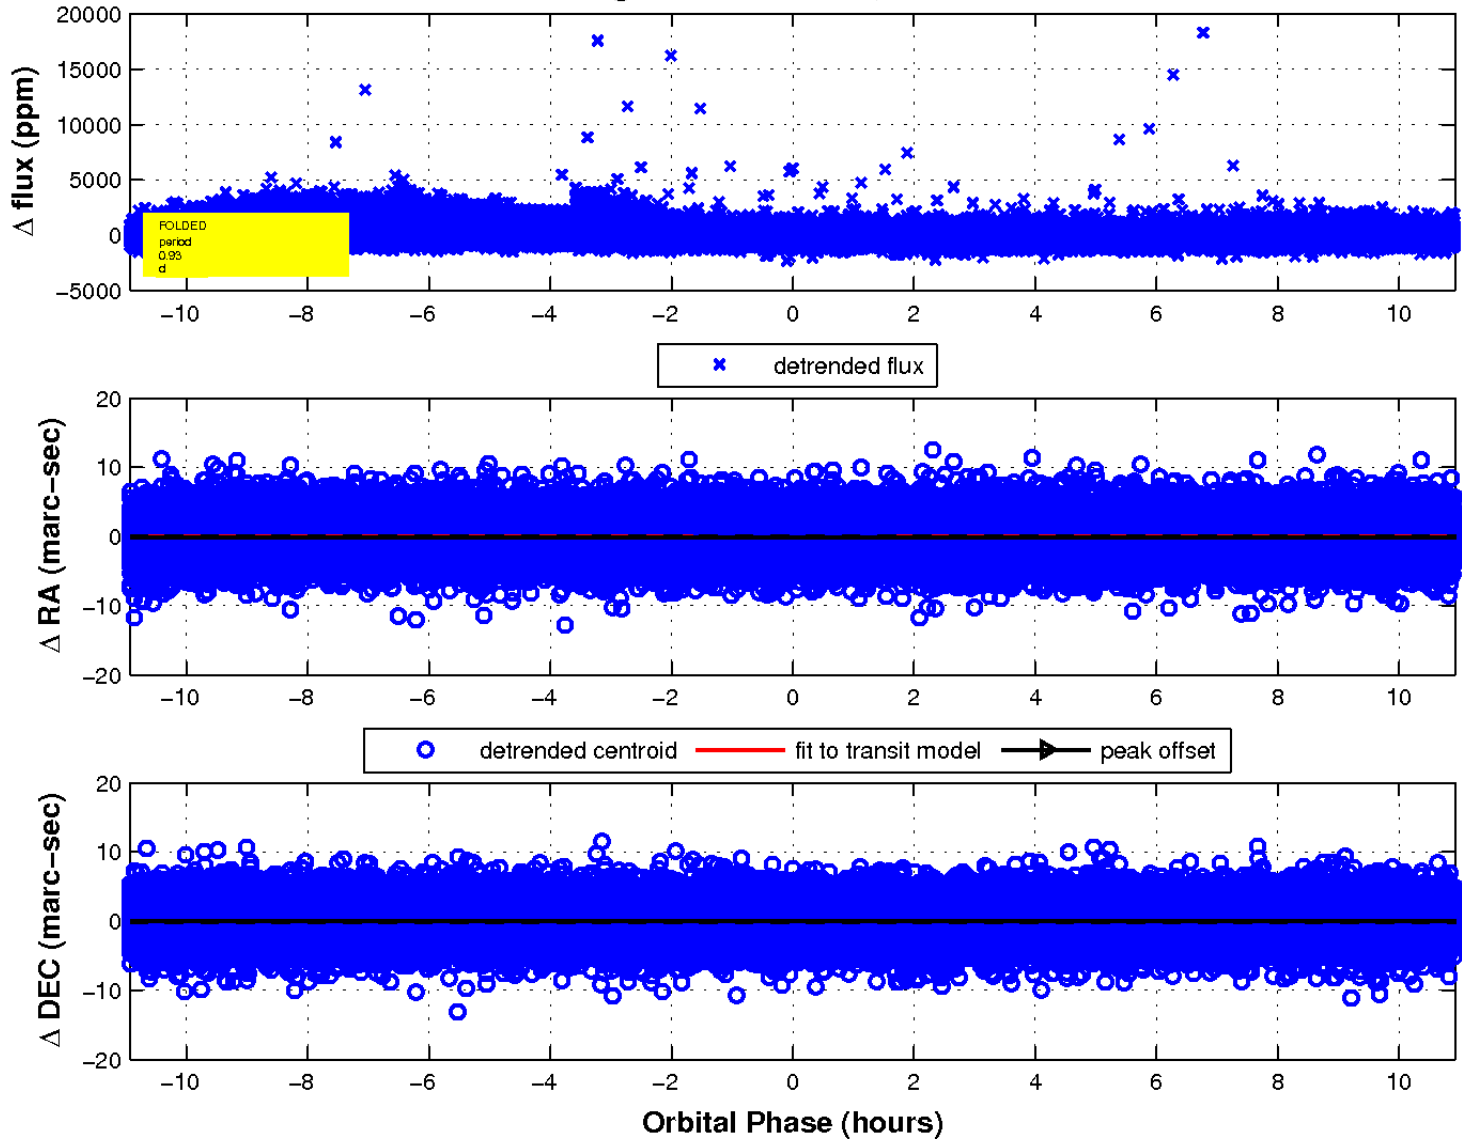 20000
15000
10000
5000
0
−5000
Δ flux (ppm)
FOLDED
period
0.93
d
−10 −8 −6 −4 −2 0 2 4 6 8 10
detrended flux
20
10
0
−10
−20
Δ RA (marc−sec)
−10 −8 −6 −4 −2 0 2 4 6 8 10
detrended centroid fit to transit model peak offset
20
10
0
−10
−20
Δ DEC (marc−sec)
−10 −8 −6 −4 −2 0 2 4 6 8 10
Orbital Phase (hours)